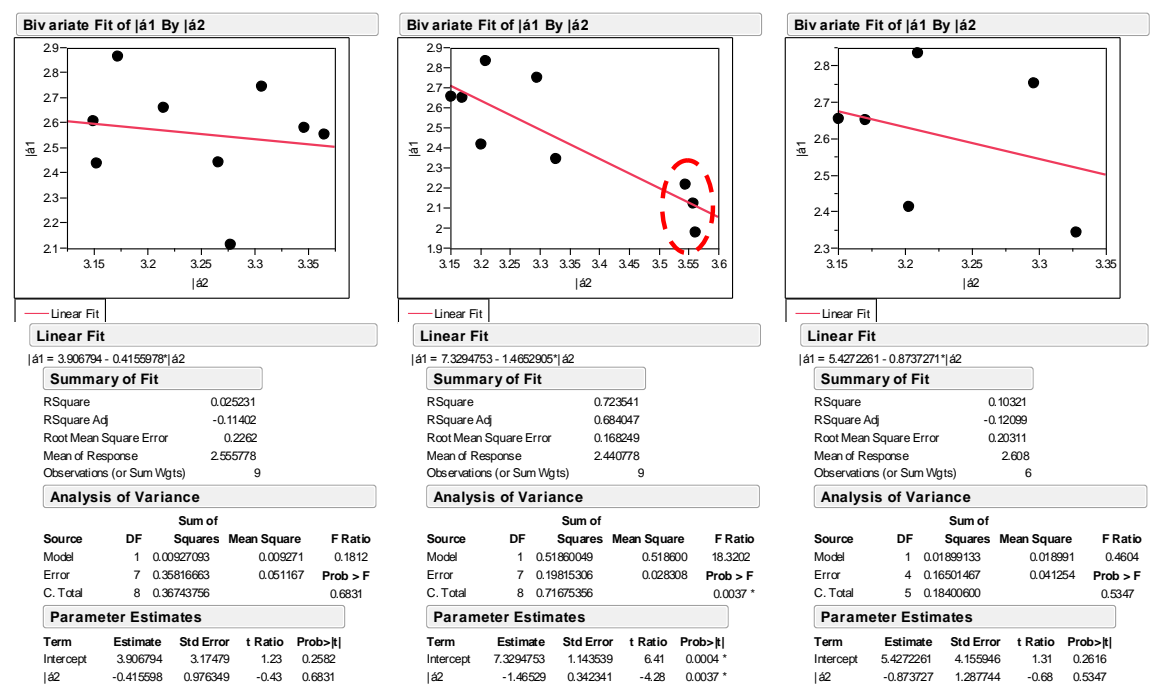 Bivariate Fit of |á1 By |á2
2.9
2.8
2.7
2.6
2.5
2.4
2.3
2.2
2.1
|á1
3.15 3.2 3.25 3.3 3.35
|á2
Linear Fit
Linear Fit
|á1 = 3.906794 - 0.4155978*|á2
Summary of Fit
RSquare 0.025231
RSquare Adj -0.11402
Root Mean Square Error 0.2262
Mean of Response 2.555778
Observations (or Sum Wgts) 9
Analysis of Variance
Sum of
Source DF Squares Mean Square F Ratio
Model 1 0.00927093 0.009271 0.1812
Error 7 0.35816663 0.051167 Prob > F
C. Total 8 0.36743756 0.6831
Parameter Estimates
Term Estimate Std Error t Ratio Prob>|t|
Intercept 3.906794 3.17479 1.23 0.2582
|á2 -0.415598 0.976349 -0.43 0.6831
Bivariate Fit of |á1 By |á2
2.9
2.8
2.7
2.6
2.5
2.4
2.3
2.2
2.1
2
1.9
|á1
3.15 3.2 3.25 3.3 3.35 3.4 3.45 3.5 3.55 3.6
|á2
Linear Fit
Linear Fit
|á1 = 7.3294753 - 1.4652905*|á2
Summary of Fit
RSquare 0.723541
RSquare Adj 0.684047
Root Mean Square Error 0.168249
Mean of Response 2.440778
Observations (or Sum Wgts) 9
Analysis of Variance
Sum of
Source DF Squares Mean Square F Ratio
Model 1 0.51860049 0.518600 18.3202
Error 7 0.19815306 0.028308 Prob > F
C. Total 8 0.71675356 0.0037 *
Parameter Estimates
Term Estimate Std Error t Ratio Prob>|t|
Intercept 7.3294753 1.143539 6.41 0.0004 *
|á2 -1.46529 0.342341 -4.28 0.0037 *
Bivariate Fit of |á1 By |á2
2.8
2.7
2.6
2.5
2.4
2.3
|á1
3.15 3.2 3.25 3.3 3.35
|á2
Linear Fit
Linear Fit
|á1 = 5.4272261 - 0.8737271*|á2
Summary of Fit
RSquare 0.10321
RSquare Adj -0.12099
Root Mean Square Error 0.20311
Mean of Response 2.608
Observations (or Sum Wgts) 6
Analysis of Variance
Sum of
Source DF Squares Mean Square F Ratio
Model 1 0.01899133 0.018991 0.4604
Error 4 0.16501467 0.041254 Prob > F
C. Total 5 0.18400600 0.5347
Parameter Estimates
Term Estimate Std Error t Ratio Prob>|t|
Intercept 5.4272261 4.155946 1.31 0.2616
|á2 -0.873727 1.287744 -0.68 0.5347